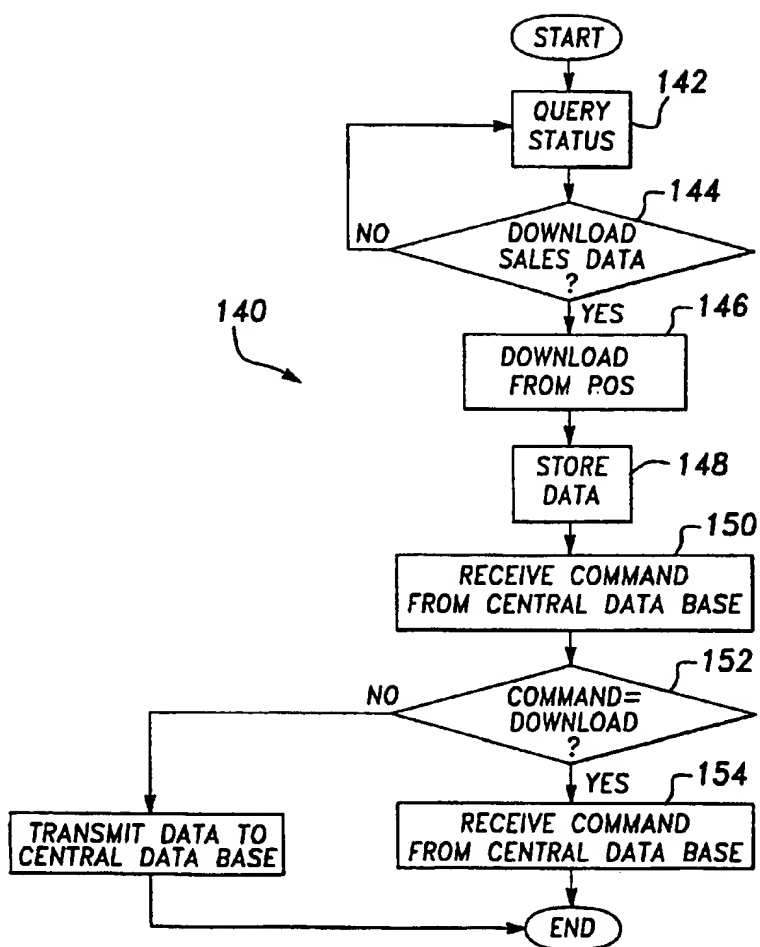 START
142
QUERY
STATUS
144
NO
DOWNLOAD
SALES DATA
?
140
YES
146
DOWNLOAD
FROM POS
STORE
DATA
148
150
RECEIVE COMMAND
FROM CENTRAL DATA BASE
152
NO
COMMAND=
DOWNLOAD
?
YES
154
TRANSMIT DATA TO
CENTRAL DATA BASE
RECEIVE COMMAND
FROM CENTRAL DATA BASE
END